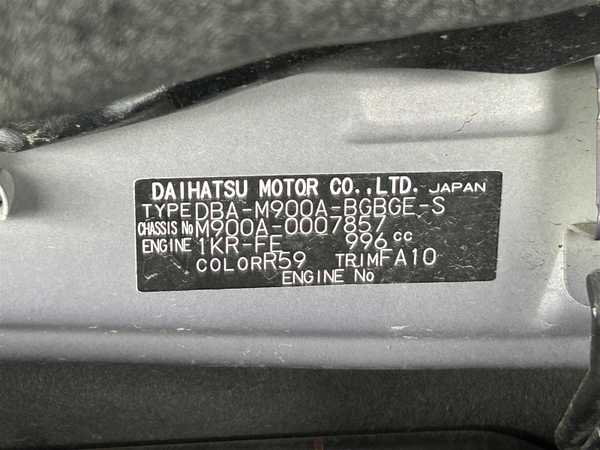 DAIHATSU MOTOR CO.,LTD. JAPAN
TYPE DBA-M900A-BGBGE-S
CHASSIS No M900A-0007857
ENGINE 1KR-FE 996 cc
COLOR R59 TRIM FA10
ENGINE No